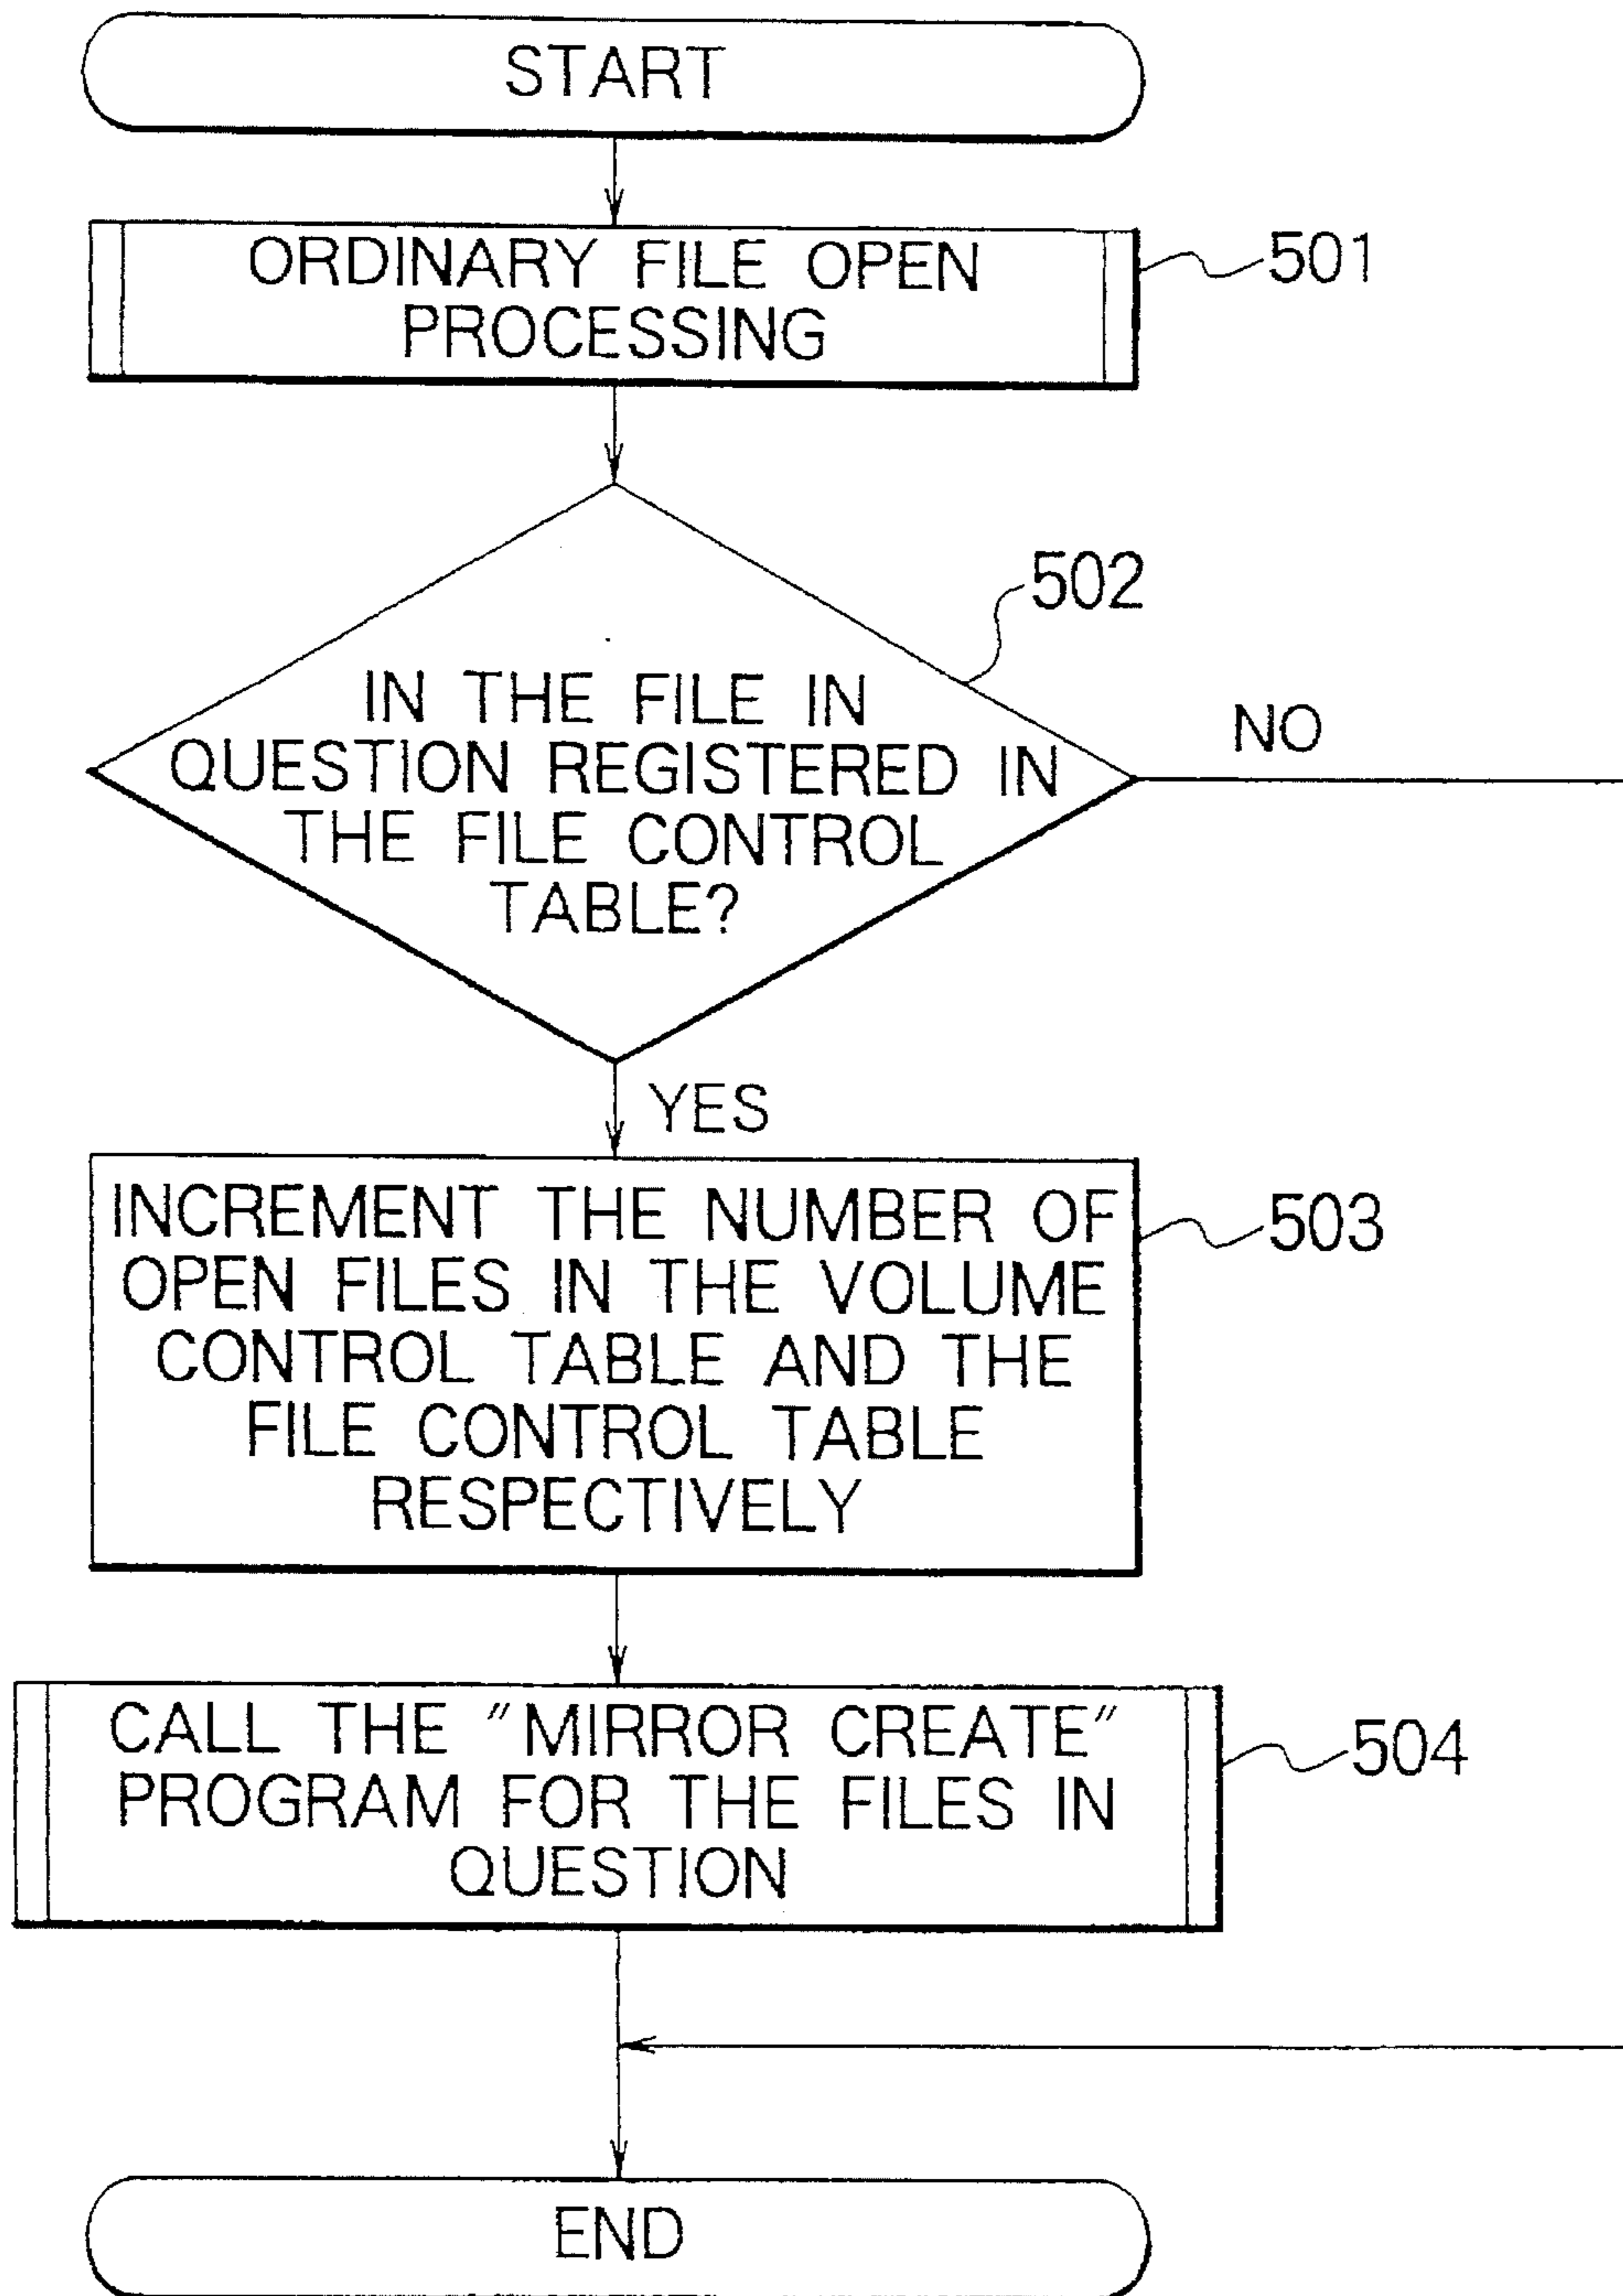 START
ORDINARY FILE OPEN
PROCESSING
501
502
IN THE FILE IN
QUESTION REGISTERED IN
THE FILE CONTROL
TABLE?
NO
YES
INCREMENT THE NUMBER OF
OPEN FILES IN THE VOLUME
CONTROL TABLE AND THE
FILE CONTROL TABLE
RESPECTIVELY
503
CALL THE "MIRROR CREATE"
PROGRAM FOR THE FILES IN
QUESTION
504
END